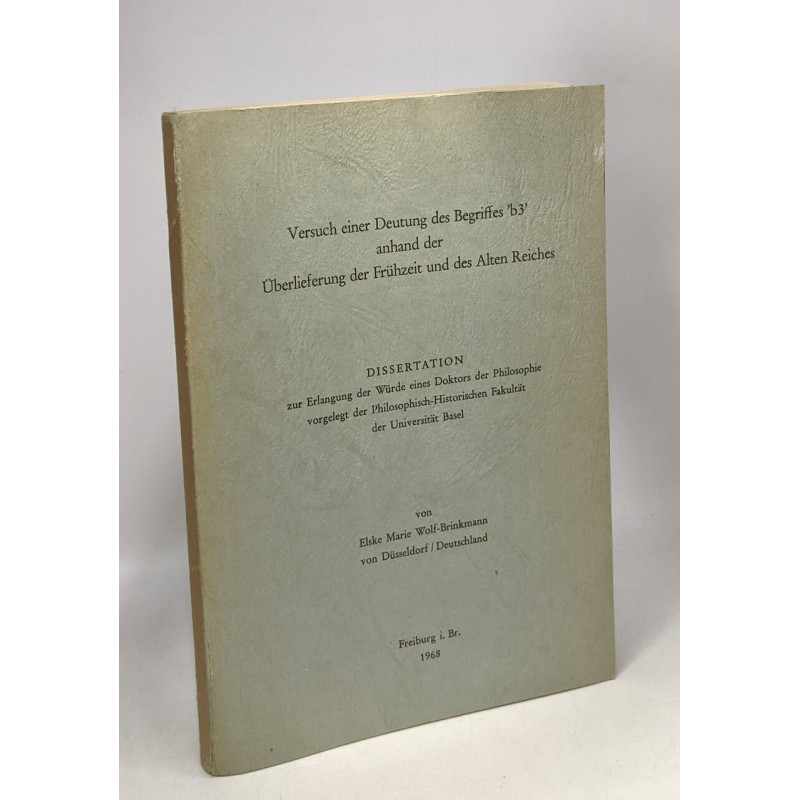 Versuch einer Deutung des Begriffes 'b3'
anhand der
Überlieferung der Frühzeit und des Alten Reiches
DISSERTATION
zur Erlangung der Würde eines Doktors der Philosophie
vorgelegt der Philosophisch-Historischen Fakultät
der Universität Basel
von
Elske Marie Wolf-Brinkmann
von Düsseldorf / Deutschland
Freiburg i. Br.
1968